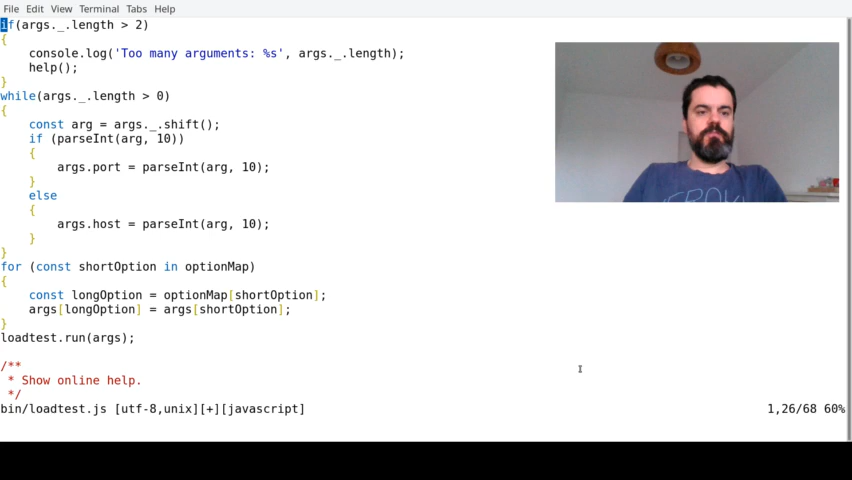 File Edit View Terminal Tabs Help
if(args._.length > 2)
{
    console.log('Too many arguments: %s', args._.length);
    help();
}
while(args._.length > 0)
{
    const arg = args._.shift();
    if (parseInt(arg, 10))
    {
        args.port = parseInt(arg, 10);
    }
    else
    {
        args.host = parseInt(arg, 10);
    }
}
for (const shortOption in optionMap)
{
    const longOption = optionMap[shortOption];
    args[longOption] = args[shortOption];
}
loadtest.run(args);
/**
 * Show online help.
 */
bin/loadtest.js [utf-8,unix][+][javascript] 1,26/68 60%